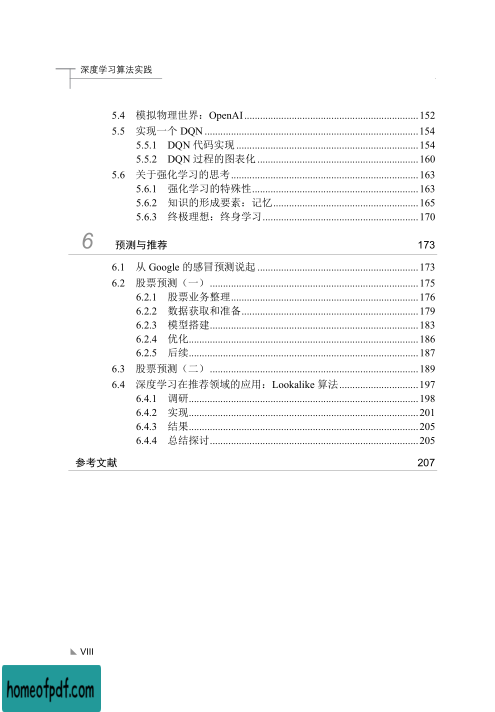 深度学习算法实践
5.4 模拟物理世界：OpenAI ........ 152
5.5 实现一个 DQN ........ 154
5.5.1 DQN 代码实现 ........ 154
5.5.2 DQN 过程的图表化 ........ 160
5.6 关于强化学习的思考 ........ 163
5.6.1 强化学习的特殊性 ........ 163
5.6.2 知识的形成要素：记忆 ........ 165
5.6.3 终极理想：终身学习 ........ 170
6 预测与推荐 173
6.1 从 Google 的感冒预测说起 ........ 173
6.2 股票预测（一） ........ 175
6.2.1 股票业务整理 ........ 176
6.2.2 数据获取和准备 ........ 179
6.2.3 模型搭建 ........ 183
6.2.4 优化 ........ 186
6.2.5 后续 ........ 187
6.3 股票预测（二） ........ 189
6.4 深度学习在推荐领域的应用：Lookalike 算法 ........ 197
6.4.1 调研 ........ 198
6.4.2 实现 ........ 201
6.4.3 结果 ........ 205
6.4.4 总结探讨 ........ 205
参考文献 207
VIII
homeofpdf.com